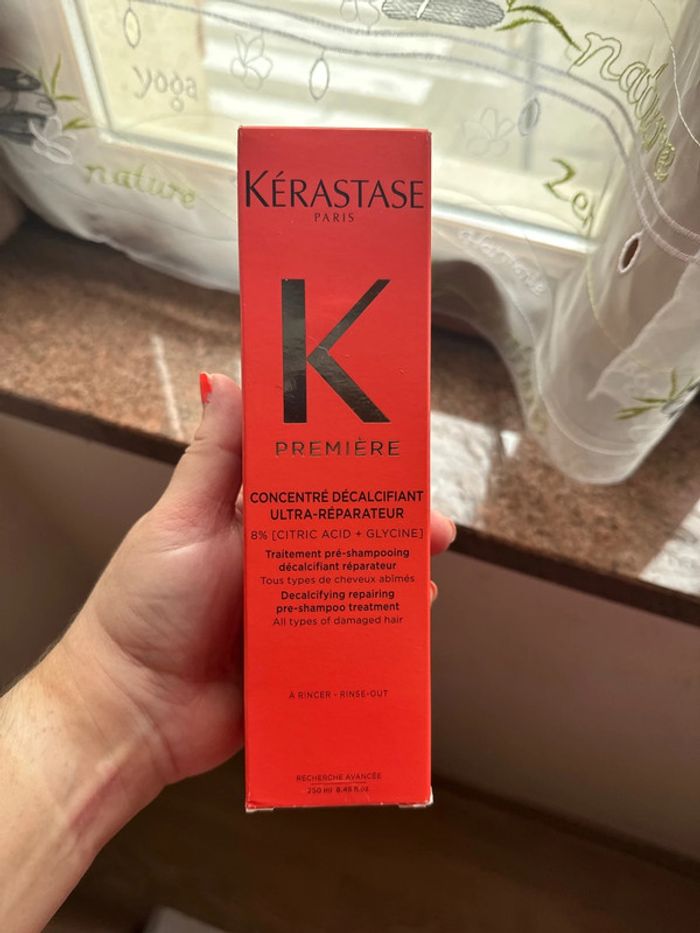 yoga
nature
nature
KÉRASTASE
PARIS
K
PREMIÈRE
CONCENTRÉ DÉCALCIFIANT
ULTRA-RÉPARATEUR
8% [CITRIC ACID + GLYCINE]
Traitement pré-shampooing
décalcifiant réparateur
Tous types de cheveux abîmés
Decalcifying repairing
pre-shampoo treatment
All types of damaged hair
À RINCER - RINSE-OUT
RECHERCHE AVANCÉE
250 ml 8.45 fl.oz.